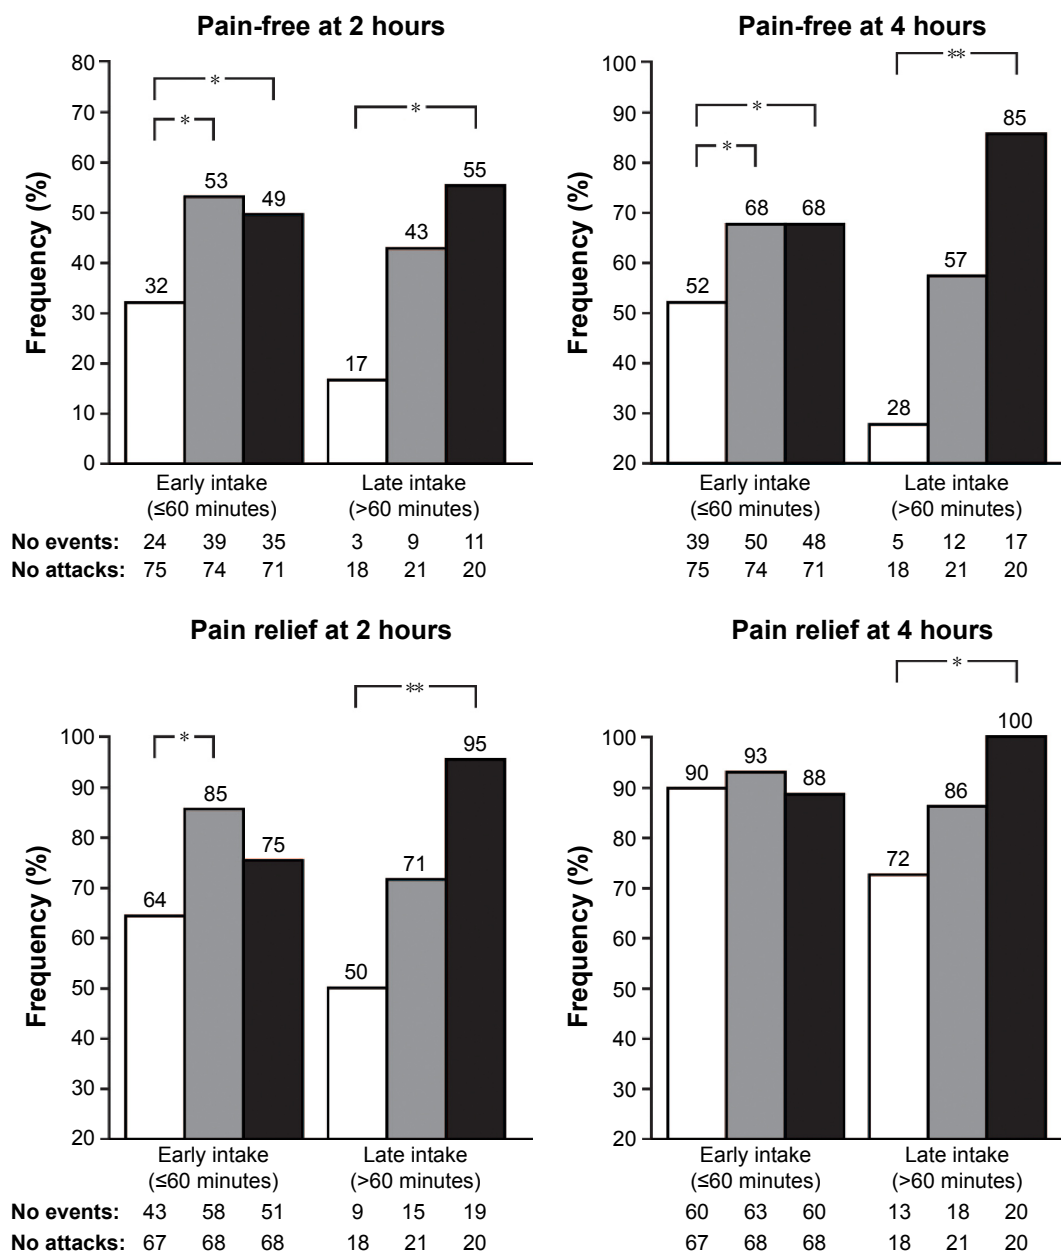 Pain-free at 2 hours
Frequency (%)
80
70
60
50
40
30
20
10
0
*
*
*
32
53
49
17
43
55
Early intake
(≤60 minutes)
Late intake
(>60 minutes)
No events: 24 39 35 3 9 11
No attacks: 75 74 71 18 21 20
Pain-free at 4 hours
Frequency (%)
100
90
80
70
60
50
40
30
20
*
*
**
52
68
68
28
57
85
Early intake
(≤60 minutes)
Late intake
(>60 minutes)
39 50 48 5 12 17
75 74 71 18 21 20
Pain relief at 2 hours
Frequency (%)
100
90
80
70
60
50
40
30
20
*
**
64
85
75
50
71
95
Early intake
(≤60 minutes)
Late intake
(>60 minutes)
No events: 43 58 51 9 15 19
No attacks: 67 68 68 18 21 20
Pain relief at 4 hours
Frequency (%)
100
90
80
70
60
50
40
30
20
*
90
93
88
72
86
100
Early intake
(≤60 minutes)
Late intake
(>60 minutes)
60 63 60 13 18 20
67 68 68 18 21 20